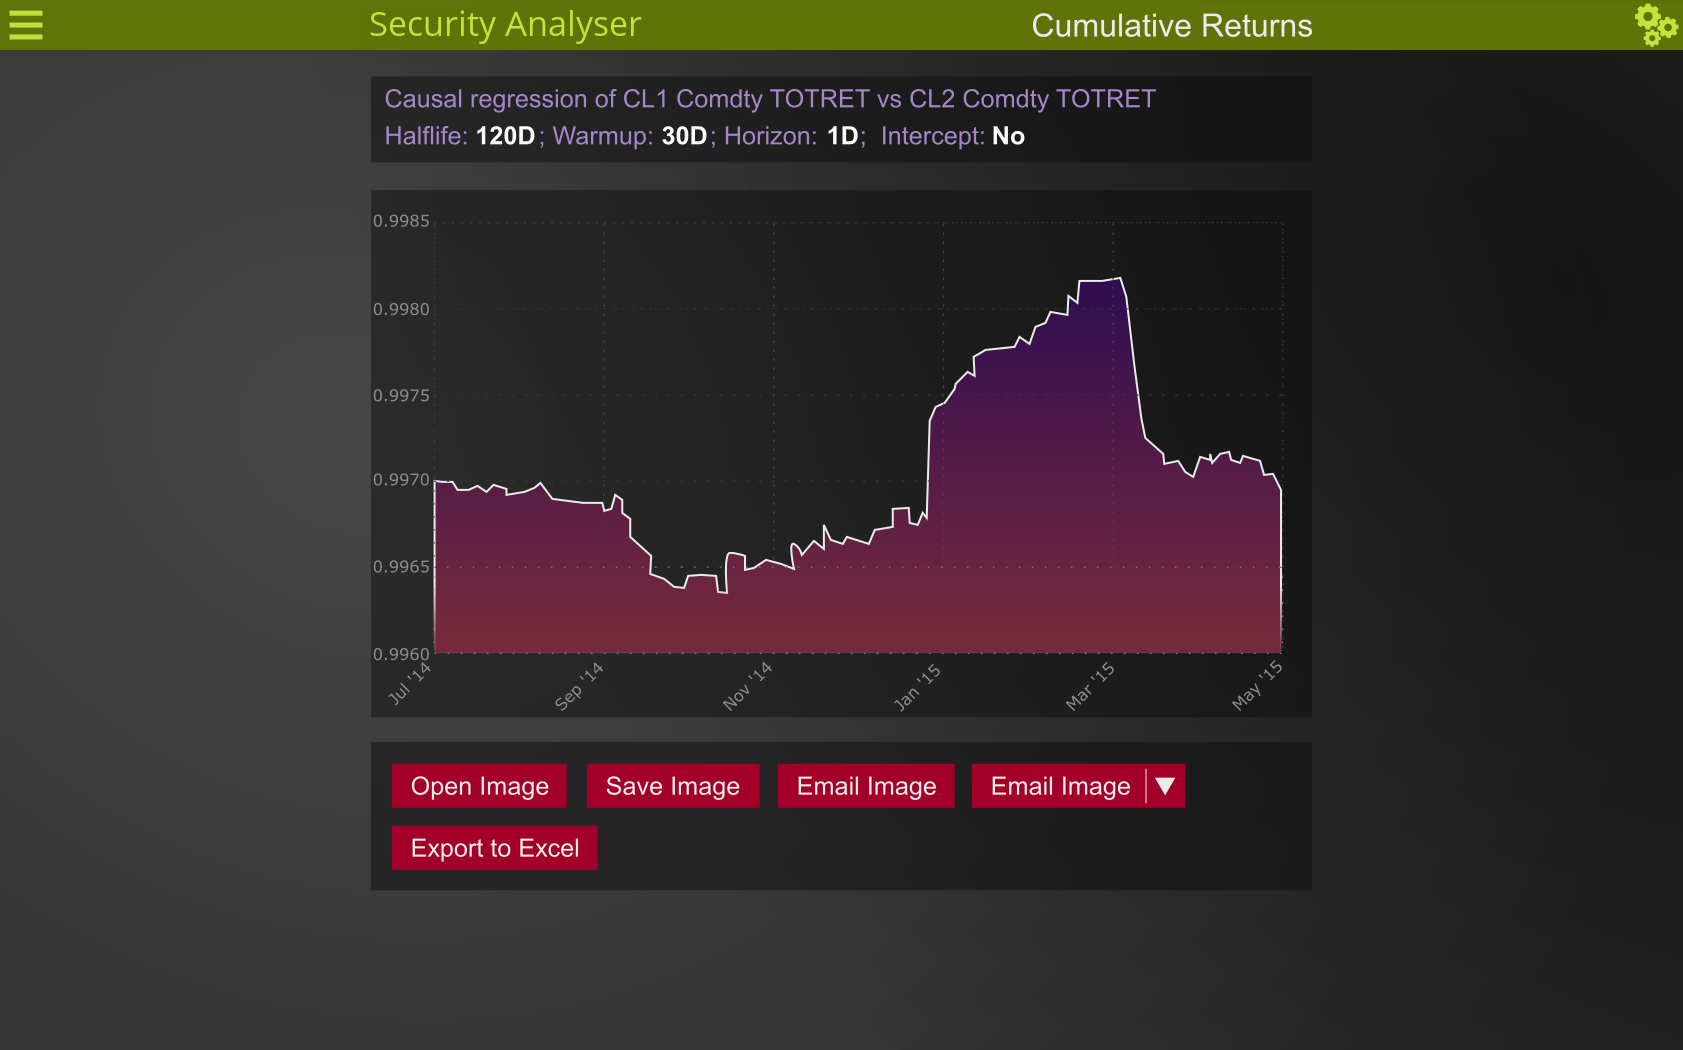 Security Analyser
Cumulative Returns
Causal regression of CL1 Comdty TOTRET vs CL2 Comdty TOTRET
Halflife: 120D; Warmup: 30D; Horizon: 1D; Intercept: No
0.9985
0.9980
0.9975
0.9970
0.9965
0.9960
Jul '14
Sep '14
Nov '14
Jan '15
Mar '15
May '15
Open Image
Save Image
Email Image
Email Image
Export to Excel